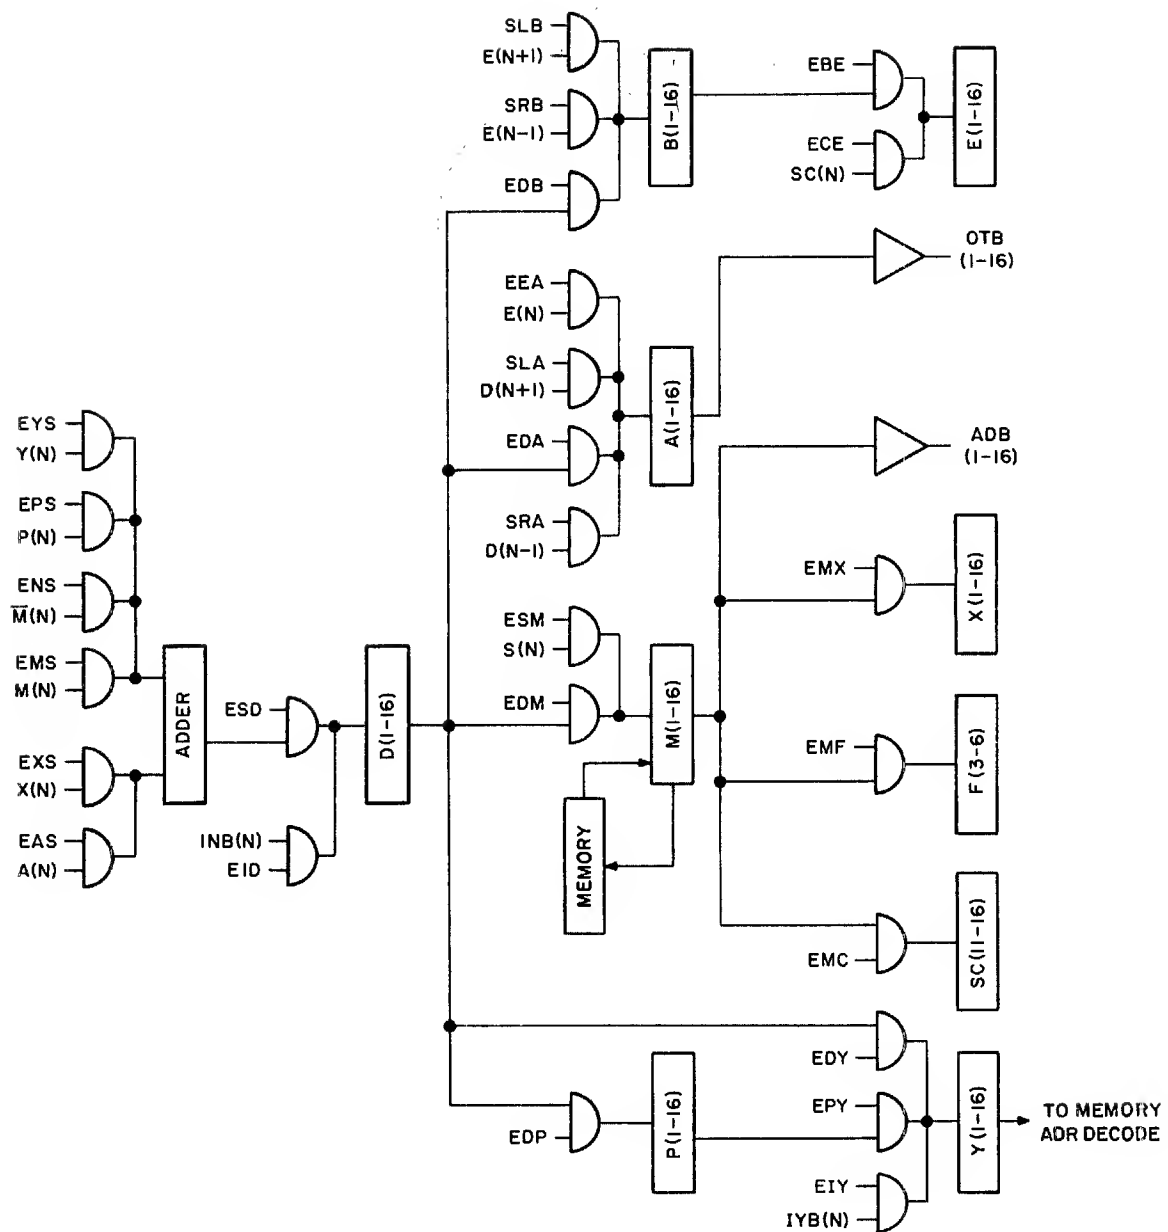 SLB
E(N+1)
SRB
E(N-1)
EDB
B(1-16)
EBE
ECE
SC(N)
E(1-16)
OTB
(1-16)
EEA
E(N)
SLA
D(N+1)
EDA
SRA
D(N-1)
A(1-16)
ADB
(1-16)
EYS
Y(N)
EPS
P(N)
ENS
M̅(N)
EMS
M(N)
EXS
X(N)
EAS
A(N)
ADDER
ESD
INB(N)
EID
D(1-16)
ESM
S(N)
EDM
M(1-16)
MEMORY
EMX
X(1-16)
EMF
F(3-6)
EMC
SC(11-16)
EDY
EDP
P(1-16)
EPY
EIY
IYB(N)
Y(1-16)
TO MEMORY
ADR DECODE